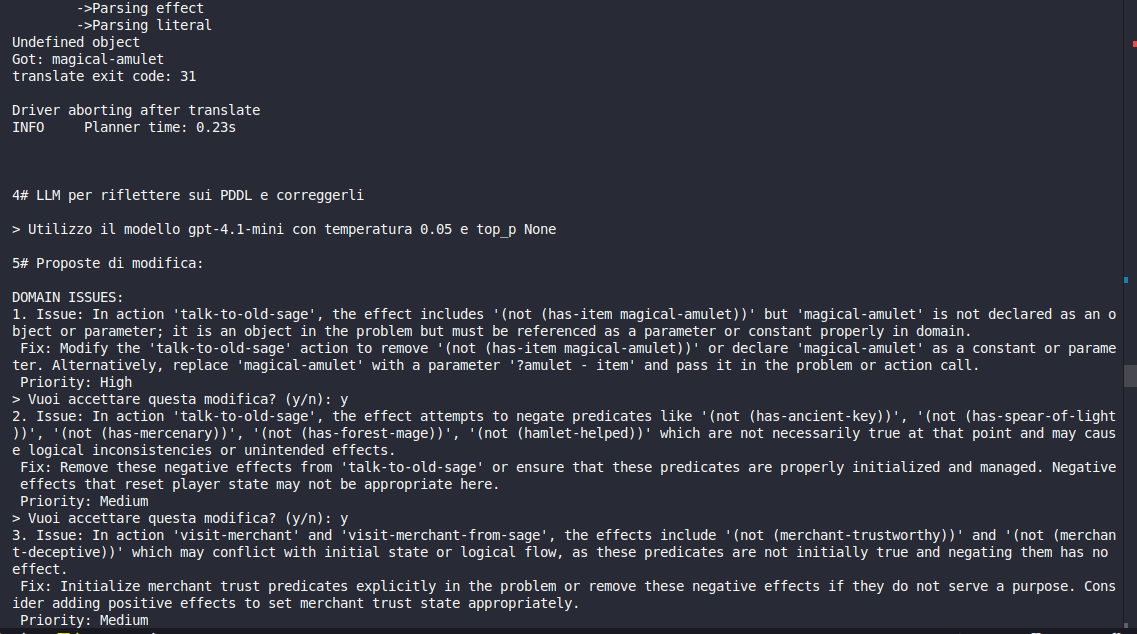 ->Parsing effect
->Parsing literal
Undefined object
Got: magical-amulet
translate exit code: 31
Driver aborting after translate
INFO     Planner time: 0.23s
4# LLM per riflettere sui PDDL e correggerli
> Utilizzo il modello gpt-4.1-mini con temperatura 0.05 e top_p None
5# Proposte di modifica:
DOMAIN ISSUES:
1. Issue: In action 'talk-to-old-sage', the effect includes '(not (has-item magical-amulet))' but 'magical-amulet' is not declared as an o
bject or parameter; it is an object in the problem but must be referenced as a parameter or constant properly in domain.
 Fix: Modify the 'talk-to-old-sage' action to remove '(not (has-item magical-amulet))' or declare 'magical-amulet' as a constant or parame
ter. Alternatively, replace 'magical-amulet' with a parameter '?amulet - item' and pass it in the problem or action call.
 Priority: High
> Vuoi accettare questa modifica? (y/n): y
2. Issue: In action 'talk-to-old-sage', the effect attempts to negate predicates like '(not (has-ancient-key))', '(not (has-spear-of-light
))', '(not (has-mercenary))', '(not (has-forest-mage))', '(not (hamlet-helped))' which are not necessarily true at that point and may caus
e logical inconsistencies or unintended effects.
 Fix: Remove these negative effects from 'talk-to-old-sage' or ensure that these predicates are properly initialized and managed. Negative
 effects that reset player state may not be appropriate here.
 Priority: Medium
> Vuoi accettare questa modifica? (y/n): y
3. Issue: In action 'visit-merchant' and 'visit-merchant-from-sage', the effects include '(not (merchant-trustworthy))' and '(not (merchan
t-deceptive))' which may conflict with initial state or logical flow, as these predicates are not initially true and negating them has no
effect.
 Fix: Initialize merchant trust predicates explicitly in the problem or remove these negative effects if they do not serve a purpose. Cons
ider adding positive effects to set merchant trust state appropriately.
 Priority: Medium